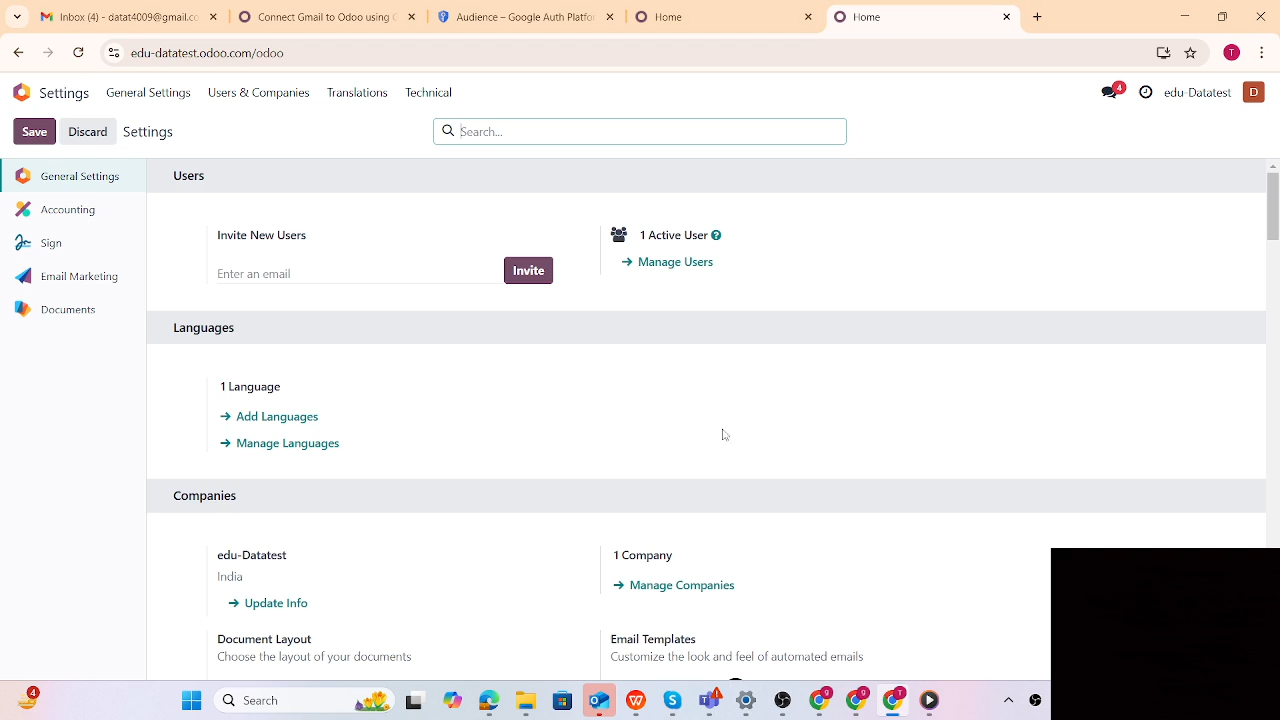 Inbox (4) - datat009@gmail.co
Connect Gmail to Odoo using
Audience – Google Auth Platfo
Home
Home
edu-datatest.odoo.com/odoo
T
Settings
General Settings
Users & Companies
Translations
Technical
4
edu-Datatest
D
Save
Discard
Settings
Search...
General Settings
Accounting
Sign
Email Marketing
Documents
Users
Invite New Users
Enter an email
Invite
1 Active User ?
→ Manage Users
Languages
1 Language
→ Add Languages
→ Manage Languages
Companies
edu-Datatest
India
→ Update Info
1 Company
→ Manage Companies
Document Layout
Choose the layout of your documents
Email Templates
Customize the look and feel of automated emails
4
Search